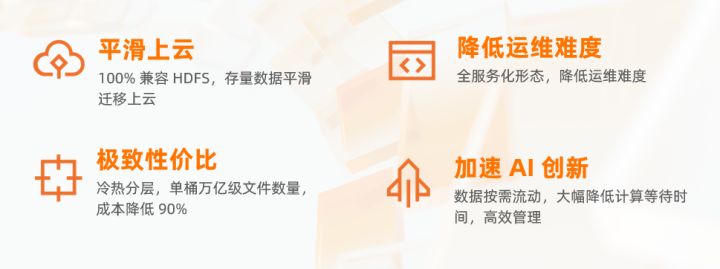 平滑上云
100% 兼容 HDFS，存量数据平滑
迁移上云
降低运维难度
全服务化形态，降低运维难度
极致性价比
冷热分层，单桶万亿级文件数量，
成本降低 90%
加速 AI 创新
数据按需流动，大幅降低计算等待时
间，高效管理